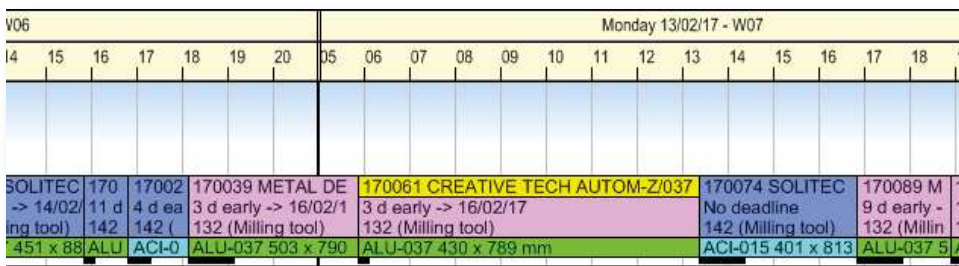 W06 Monday 13/02/17 - W07
14 15 16 17 18 19 20 05 06 07 08 09 10 11 12 13 14 15 16 17 18 19
SOLITEC 170 17002 170039 METAL DE 170061 CREATIVE TECH AUTOM-Z/037 170074 SOLITEC 170089 M
-> 14/02/ 11 d 4 d ea 3 d early -> 16/02/1 3 d early -> 16/02/17 No deadline 9 d early -
ing tool) 142 142 ( 132 (Milling tool) 132 (Milling tool) 142 (Milling tool) 132 (Millin
451 x 88 ALU ACI-0 ALU-037 503 x 790 ALU-037 430 x 789 mm ACI-015 401 x 813 ALU-037 5